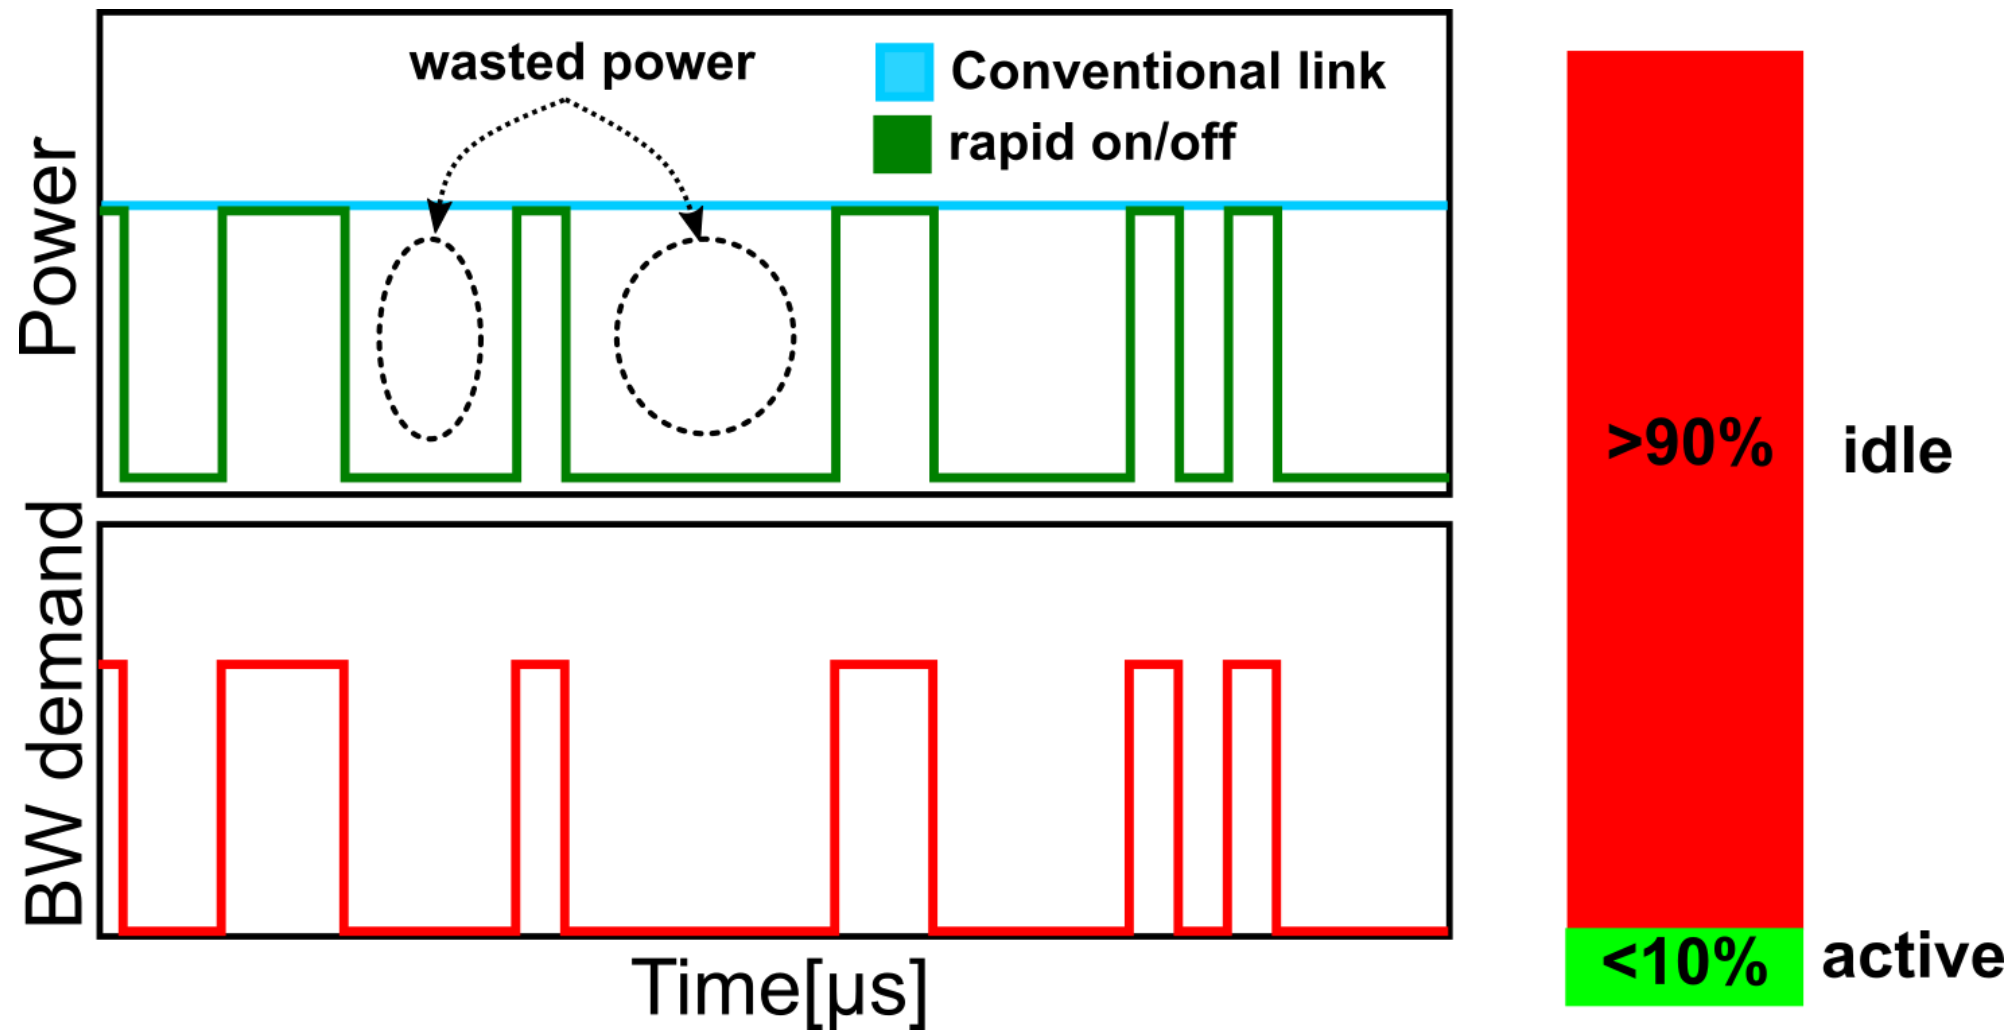 wasted power
Conventional link
rapid on/off
Power
BW demand
Time[µs]
>90%
idle
<10%
active